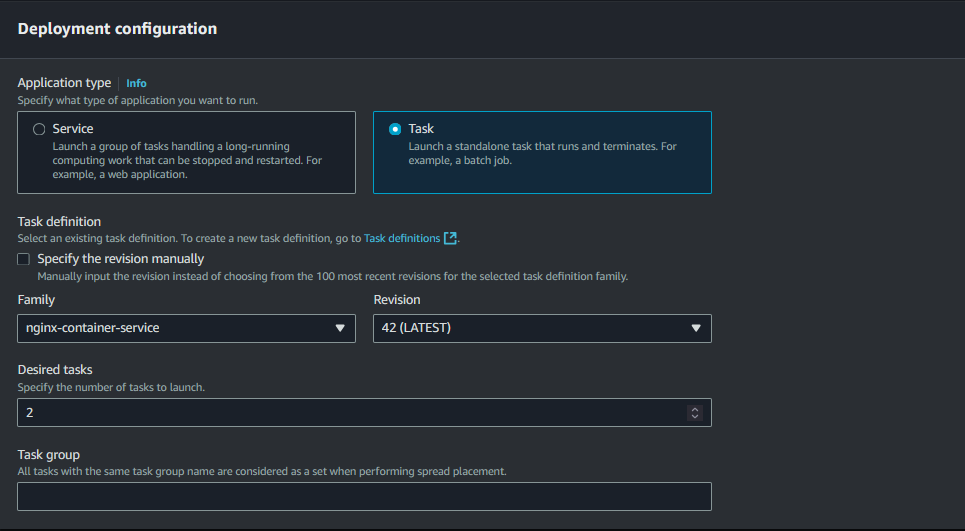 Deployment configuration
Application type | Info
Specify what type of application you want to run.
Service
Launch a group of tasks handling a long-running
computing work that can be stopped and restarted. For
example, a web application.
Task
Launch a standalone task that runs and terminates. For
example, a batch job.
Task definition
Select an existing task definition. To create a new task definition, go to Task definitions.
Specify the revision manually
Manually input the revision instead of choosing from the 100 most recent revisions for the selected task definition family.
Family
nginx-container-service
Revision
42 (LATEST)
Desired tasks
Specify the number of tasks to launch.
2
Task group
All tasks with the same task group name are considered as a set when performing spread placement.